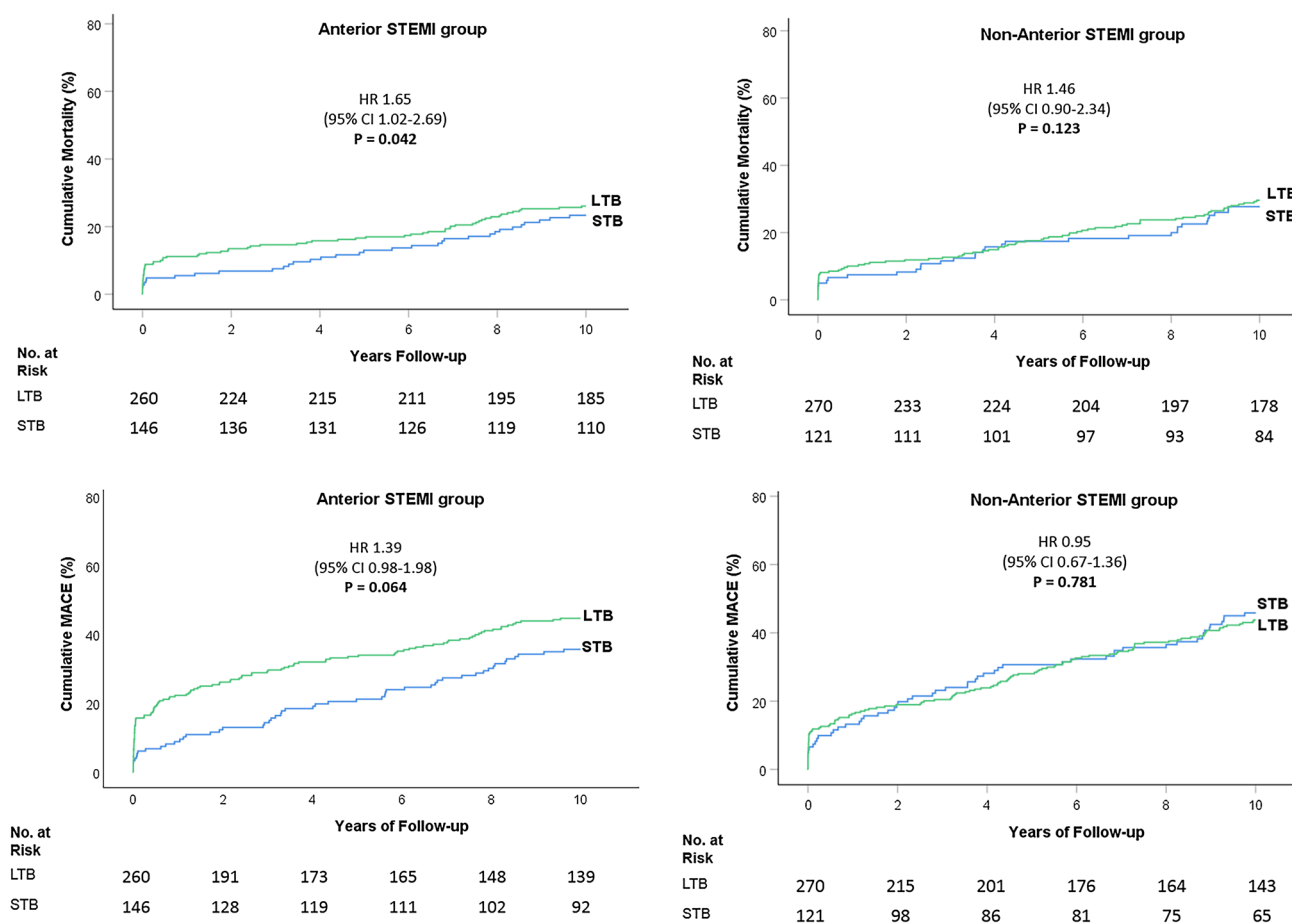 Anterior STEMI group
HR 1.65
(95% CI 1.02-2.69)
P = 0.042
Cumulative Mortality (%)
80
60
40
20
0
LTB
STB
0 2 4 6 8 10
Years Follow-up
No. at
Risk
LTB 260 224 215 211 195 185
STB 146 136 131 126 119 110
Non-Anterior STEMI group
HR 1.46
(95% CI 0.90-2.34)
P = 0.123
Cumulative Mortality (%)
80
60
40
20
0
LTB
STB
0 2 4 6 8 10
Years of Follow-up
No. at
Risk
LTB 270 233 224 204 197 178
STB 121 111 101 97 93 84
Anterior STEMI group
HR 1.39
(95% CI 0.98-1.98)
P = 0.064
Cumulative MACE (%)
80
60
40
20
0
LTB
STB
0 2 4 6 8 10
Years of Follow-up
No. at
Risk
LTB 260 191 173 165 148 139
STB 146 128 119 111 102 92
Non-Anterior STEMI group
HR 0.95
(95% CI 0.67-1.36)
P = 0.781
Cumulative MACE (%)
80
60
40
20
0
STB
LTB
0 2 4 6 8 10
Years of Follow-up
No. at
Risk
LTB 270 215 201 176 164 143
STB 121 98 86 81 75 65